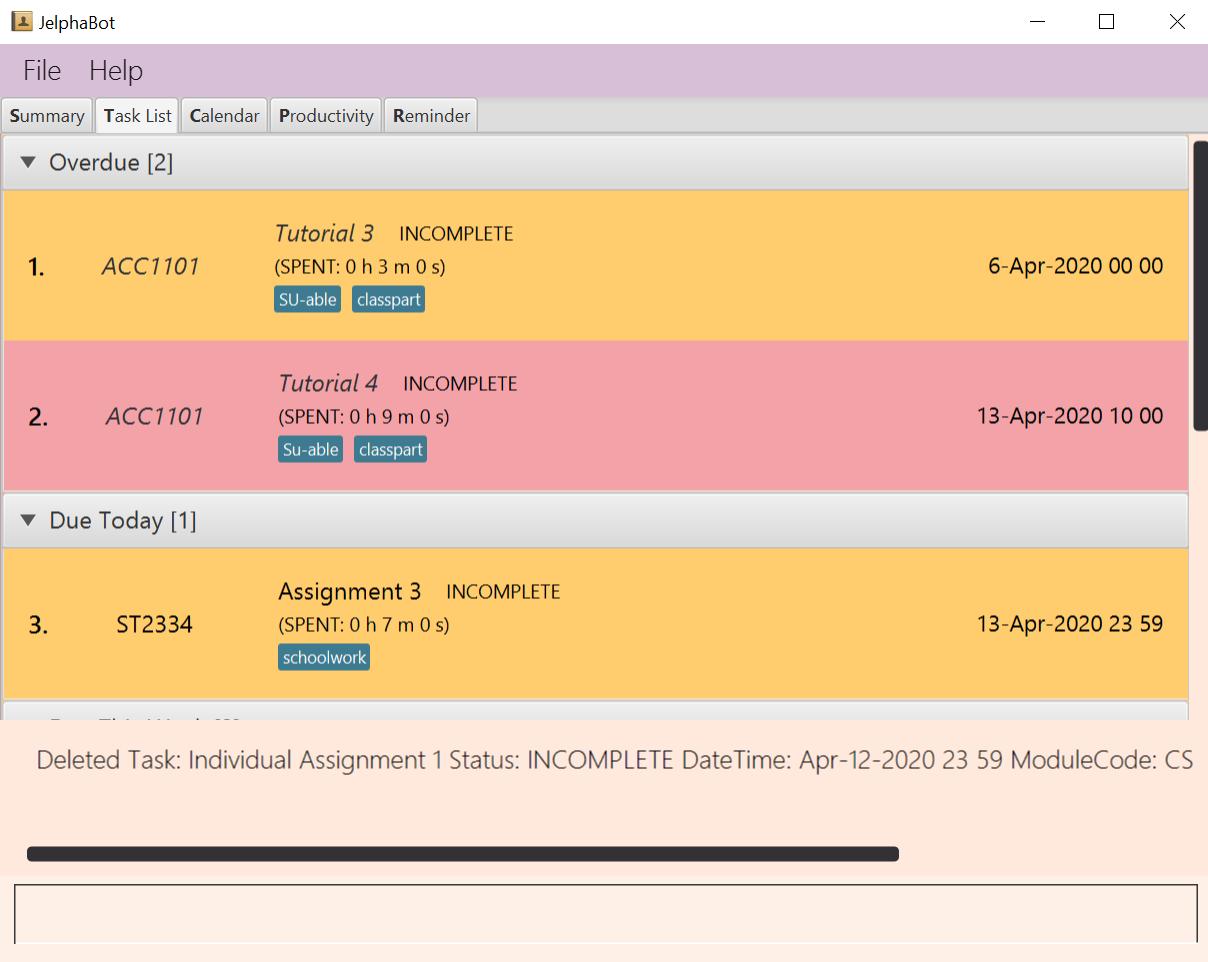 JelphaBot
File Help
Summary Task List Calendar Productivity Reminder
Overdue [2]
Tutorial 3 INCOMPLETE
1. ACC1101 (SPENT: 0 h 3 m 0 s) 6-Apr-2020 00 00
SU-able classpart
Tutorial 4 INCOMPLETE
2. ACC1101 (SPENT: 0 h 9 m 0 s) 13-Apr-2020 10 00
Su-able classpart
Due Today [1]
Assignment 3 INCOMPLETE
3. ST2334 (SPENT: 0 h 7 m 0 s) 13-Apr-2020 23 59
schoolwork
Deleted Task: Individual Assignment 1 Status: INCOMPLETE DateTime: Apr-12-2020 23 59 ModuleCode: CS